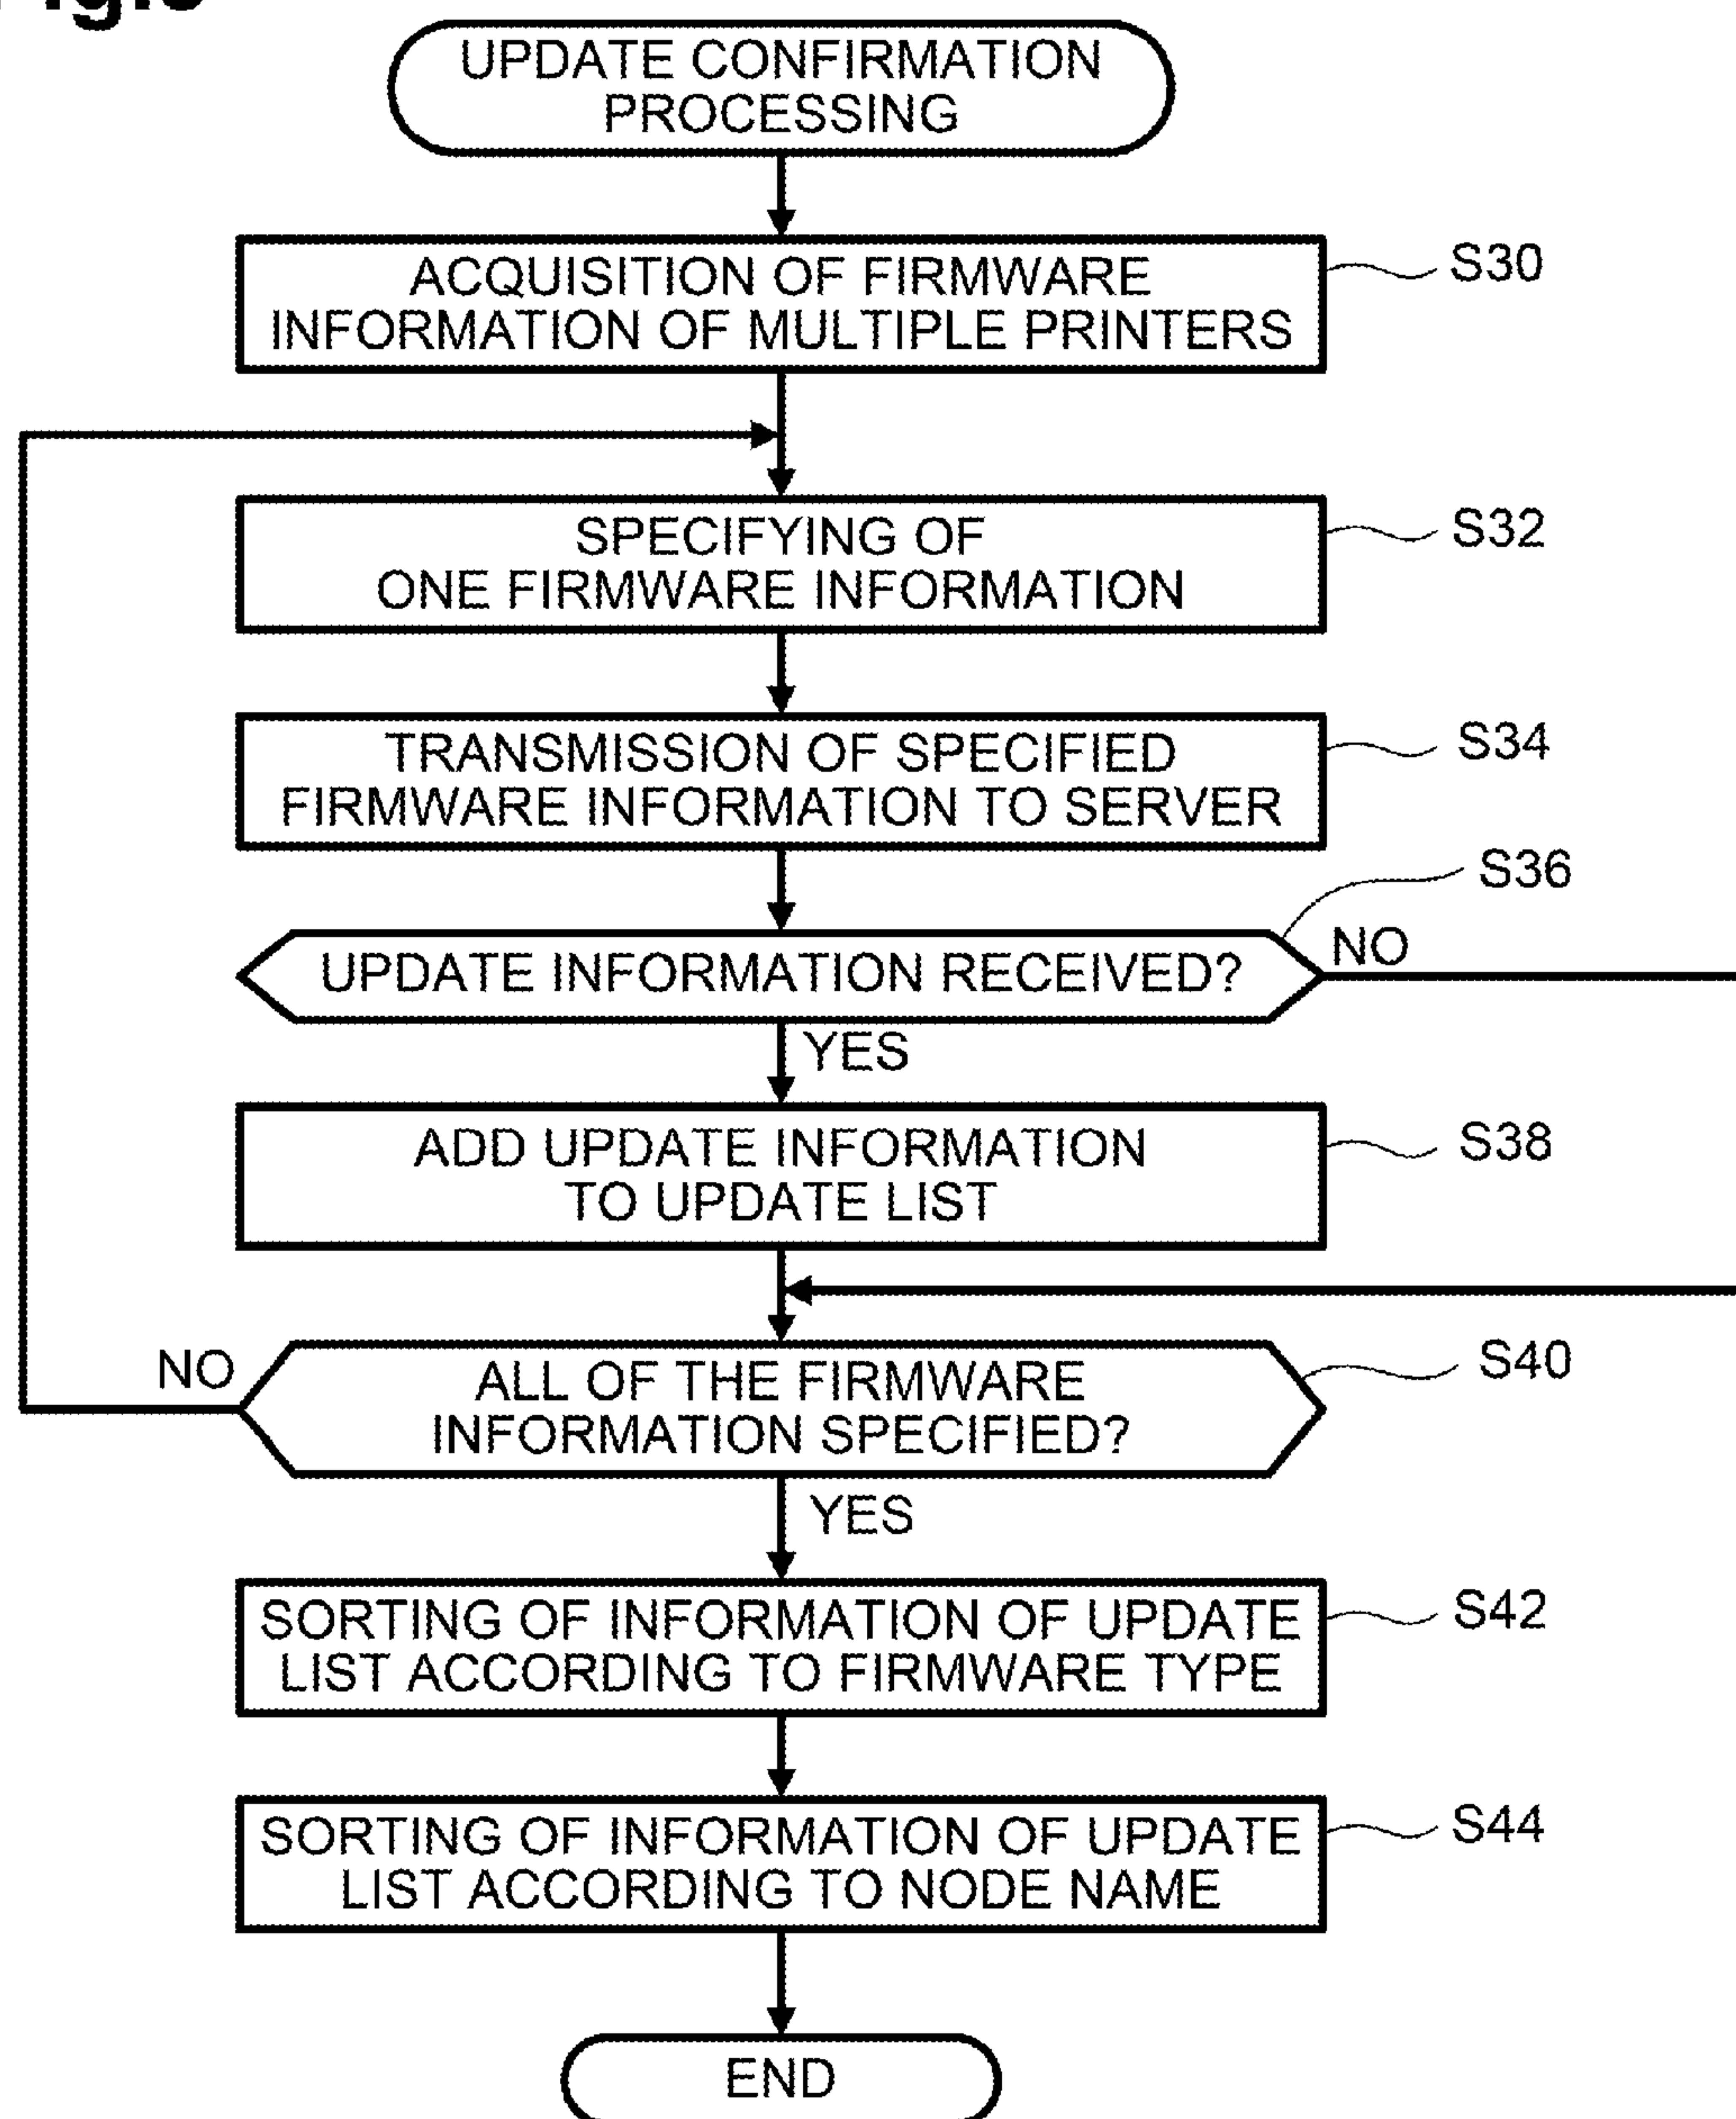 UPDATE CONFIRMATION
PROCESSING
ACQUISITION OF FIRMWARE
INFORMATION OF MULTIPLE PRINTERS
S30
SPECIFYING OF
ONE FIRMWARE INFORMATION
S32
TRANSMISSION OF SPECIFIED
FIRMWARE INFORMATION TO SERVER
S34
S36
UPDATE INFORMATION RECEIVED?
NO
YES
ADD UPDATE INFORMATION
TO UPDATE LIST
S38
NO
ALL OF THE FIRMWARE
INFORMATION SPECIFIED?
S40
YES
SORTING OF INFORMATION OF UPDATE
LIST ACCORDING TO FIRMWARE TYPE
S42
SORTING OF INFORMATION OF UPDATE
LIST ACCORDING TO NODE NAME
S44
END